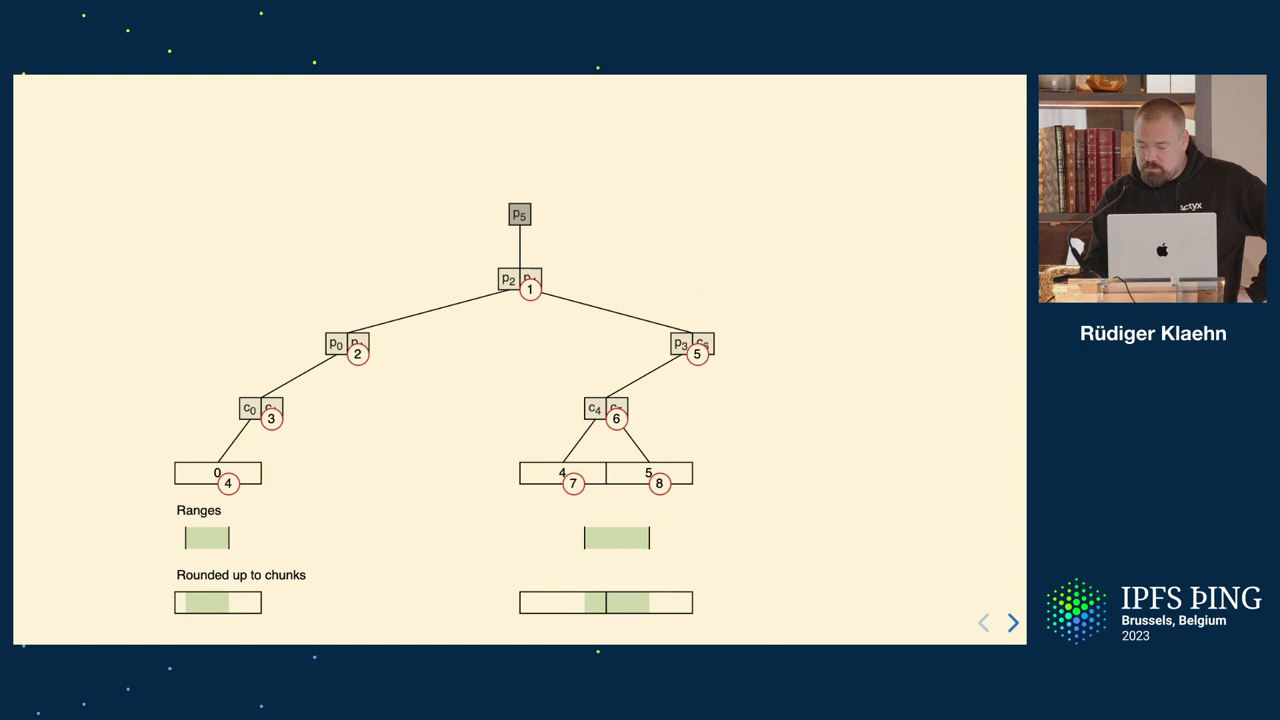 p5
p2
1
p0
2
p3
5
c0
3
c4
6
0
4
4
7
5
8
Ranges
Rounded up to chunks
Actyx
Rüdiger Klaehn
IPFS ÞING
Brussels, Belgium
2023